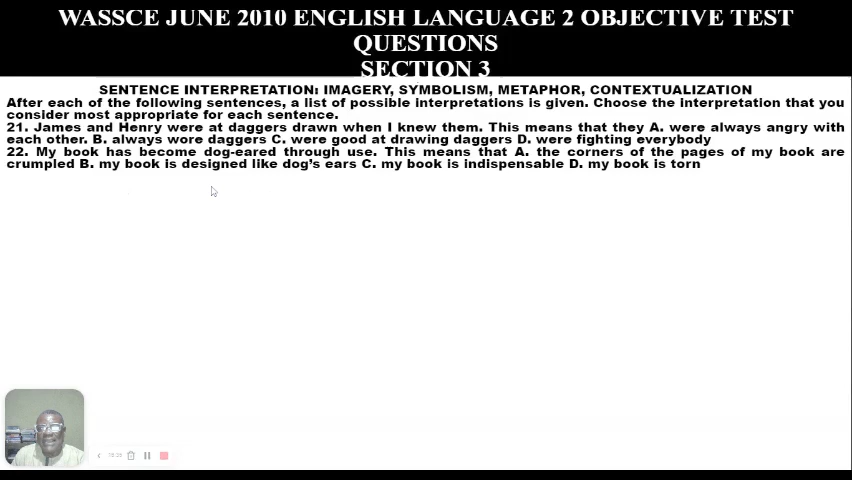 WASSCE JUNE 2010 ENGLISH LANGUAGE 2 OBJECTIVE TEST
QUESTIONS
SECTION 3
SENTENCE INTERPRETATION: IMAGERY, SYMBOLISM, METAPHOR, CONTEXTUALIZATION
After each of the following sentences, a list of possible interpretations is given. Choose the interpretation that you
consider most appropriate for each sentence.
21. James and Henry were at daggers drawn when I knew them. This means that they A. were always angry with
each other. B. always wore daggers C. were good at drawing daggers D. were fighting everybody
22. My book has become dog-eared through use. This means that A. the corners of the pages of my book are
crumpled B. my book is designed like dog's ears C. my book is indispensable D. my book is torn